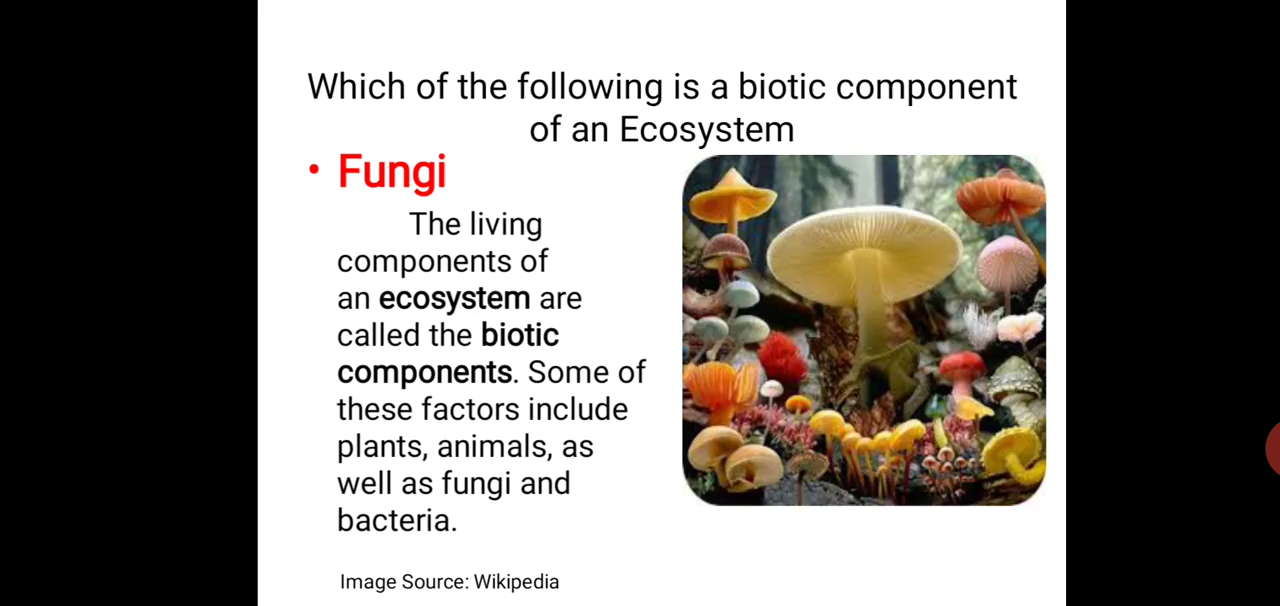 Which of the following is a biotic component
of an Ecosystem
• Fungi
The living
components of
an ecosystem are
called the biotic
components. Some of
these factors include
plants, animals, as
well as fungi and
bacteria.
Image Source: Wikipedia